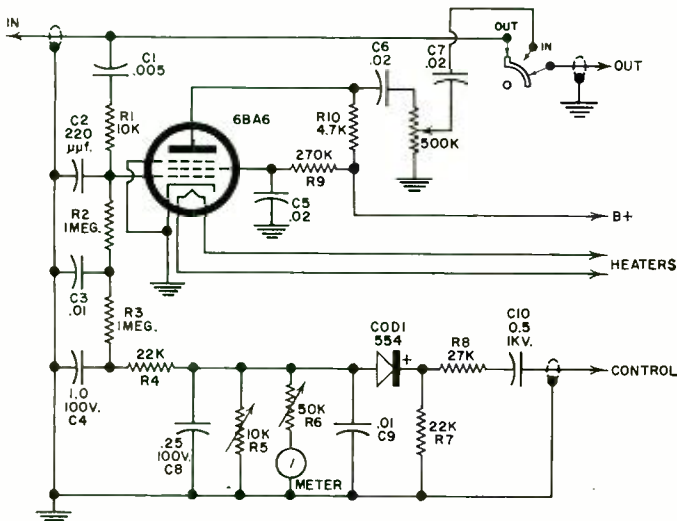 IN
C1
.005
R1
10K
C2
220
μμf.
R2
1MEG.
C3
.01
R3
1MEG.
1.0
100V.
C4
22K
R4
6BA6
R10
4.7K
270K
R9
C5
.02
C6
.02
C7
.02
500K
OUT
IN
OUT
B+
HEATERS
.25
100V.
C8
10K
R5
50K
R6
METER
.01
C9
COD1
554
+
R8
27K
C10
0.5
1KV.
22K
R7
CONTROL